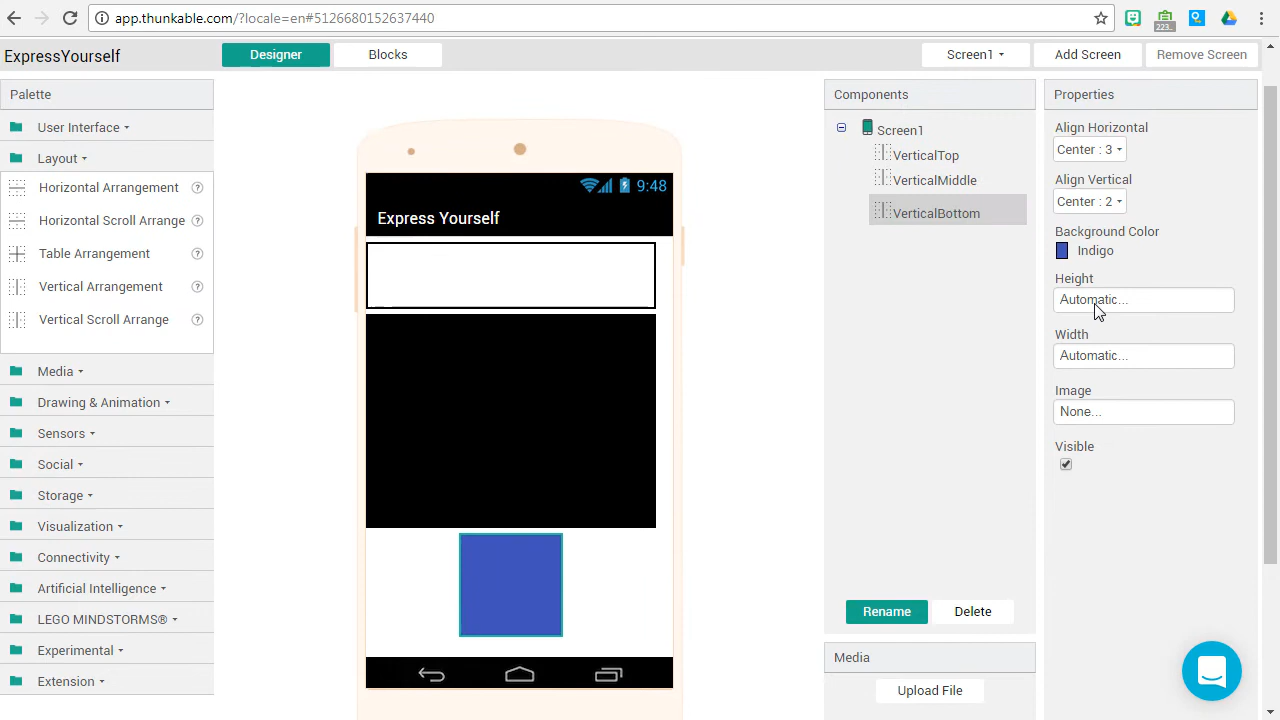 app.thunkable.com/?locale=en#5126680152637440
223..
ExpressYourself
Designer
Blocks
Screen1
Add Screen
Remove Screen
Palette
User Interface
Layout
Horizontal Arrangement
Horizontal Scroll Arrange
Table Arrangement
Vertical Arrangement
Vertical Scroll Arrange
Media
Drawing & Animation
Sensors
Social
Storage
Visualization
Connectivity
Artificial Intelligence
LEGO MINDSTORMS®
Experimental
Extension
9:48
Express Yourself
Components
Screen1
VerticalTop
VerticalMiddle
VerticalBottom
Rename
Delete
Media
Upload File
Properties
Align Horizontal
Center : 3
Align Vertical
Center : 2
Background Color
Indigo
Height
Automatic...
Width
Automatic...
Image
None...
Visible